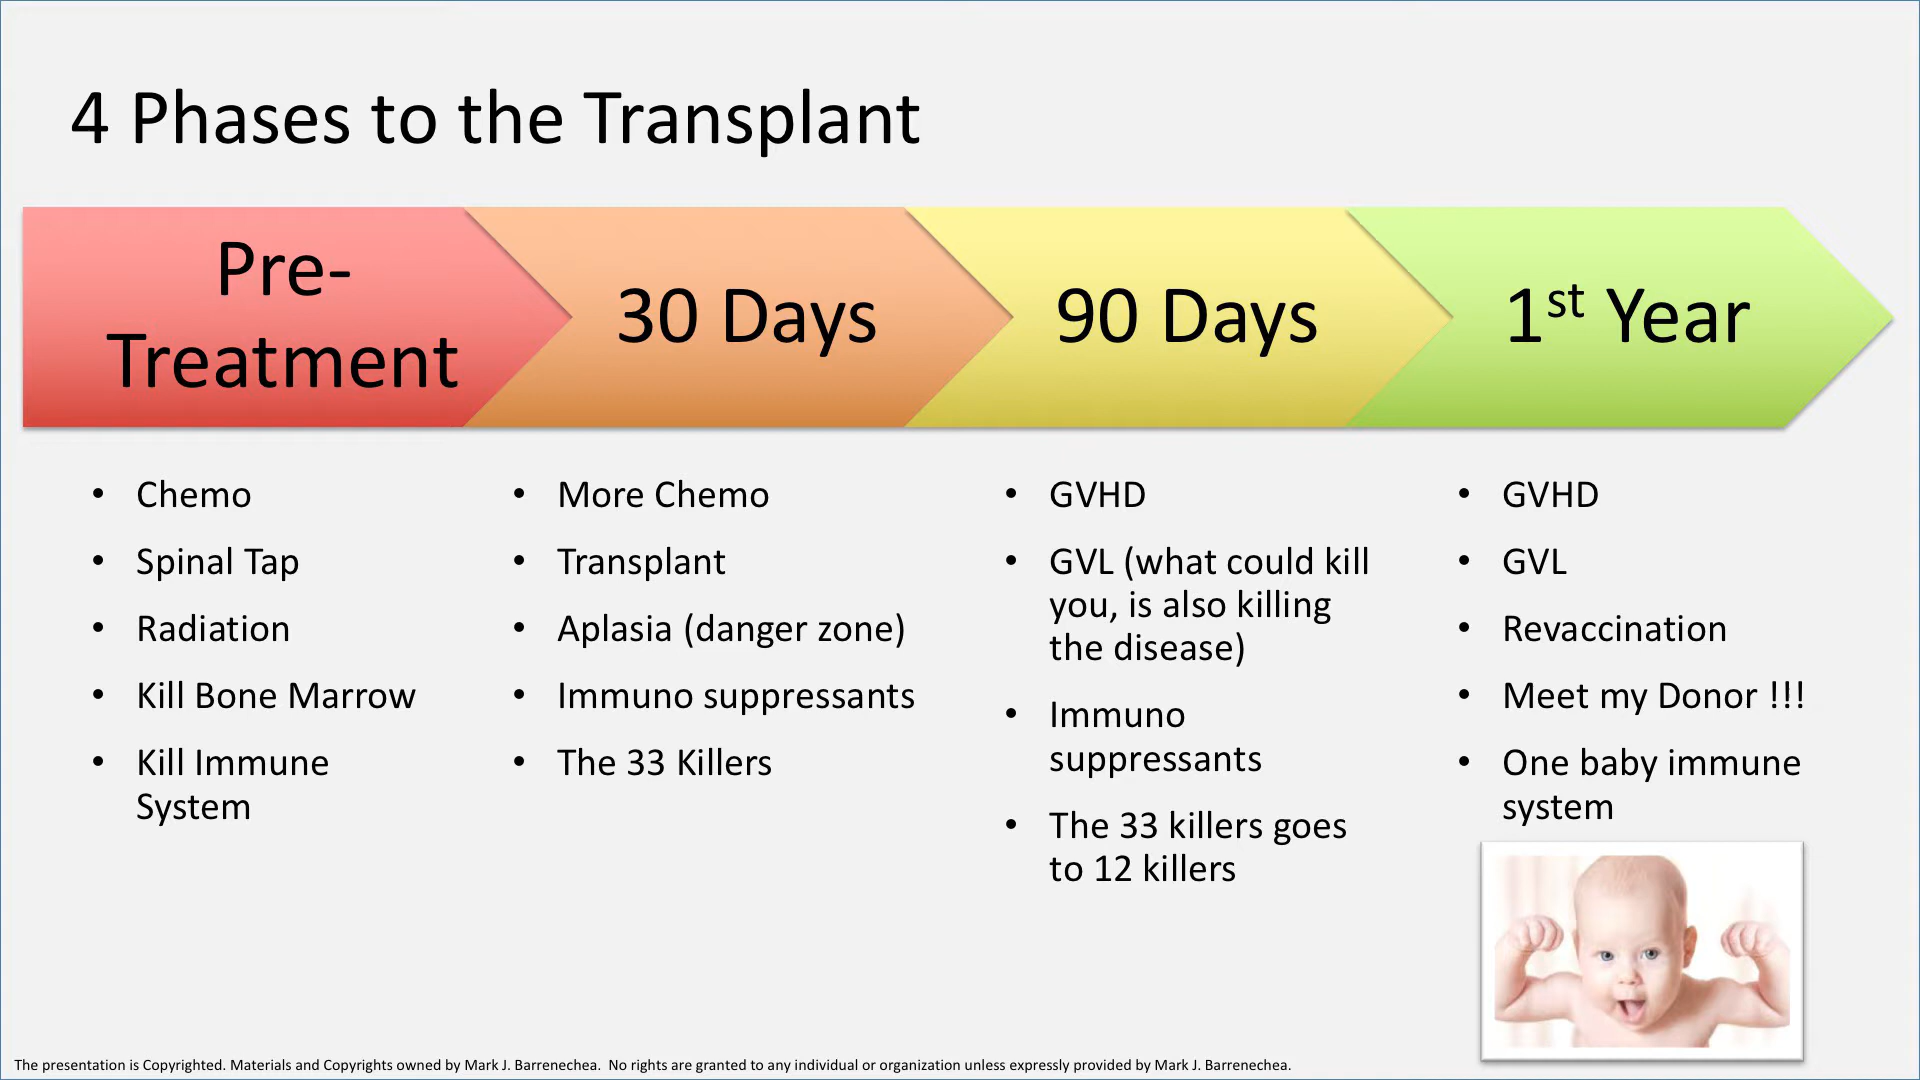 4 Phases to the Transplant
Pre-
Treatment
30 Days
90 Days
1st Year
• Chemo
• Spinal Tap
• Radiation
• Kill Bone Marrow
• Kill Immune
System
• More Chemo
• Transplant
• Aplasia (danger zone)
• Immuno suppressants
• The 33 Killers
• GVHD
• GVL (what could kill
you, is also killing
the disease)
• Immuno
suppressants
• The 33 killers goes
to 12 killers
• GVHD
• GVL
• Revaccination
• Meet my Donor !!!
• One baby immune
system
The presentation is Copyrighted. Materials and Copyrights owned by Mark J. Barrenechea.  No rights are granted to any individual or organization unless expressly provided by Mark J. Barrenechea.